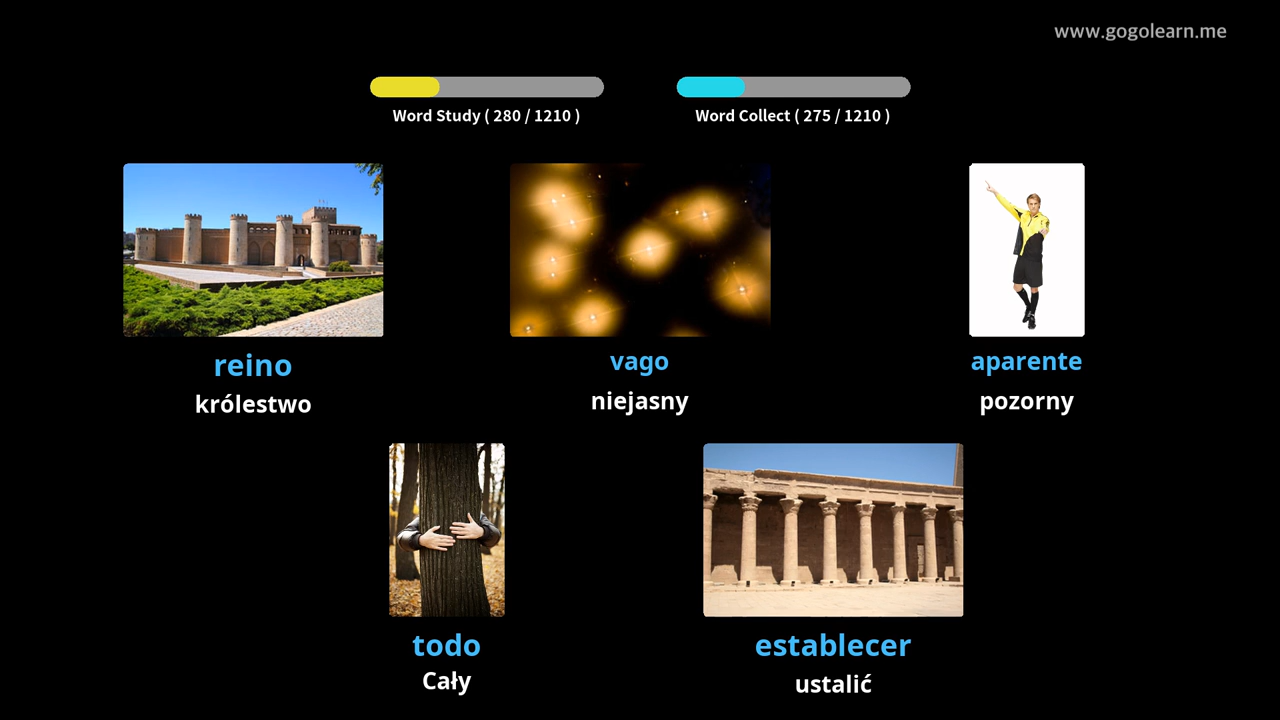 www.gogolearn.me
Word Study ( 280 / 1210 )
Word Collect ( 275 / 1210 )
reino
królestwo
vago
niejasny
aparente
pozorny
todo
Cały
establecer
ustalić